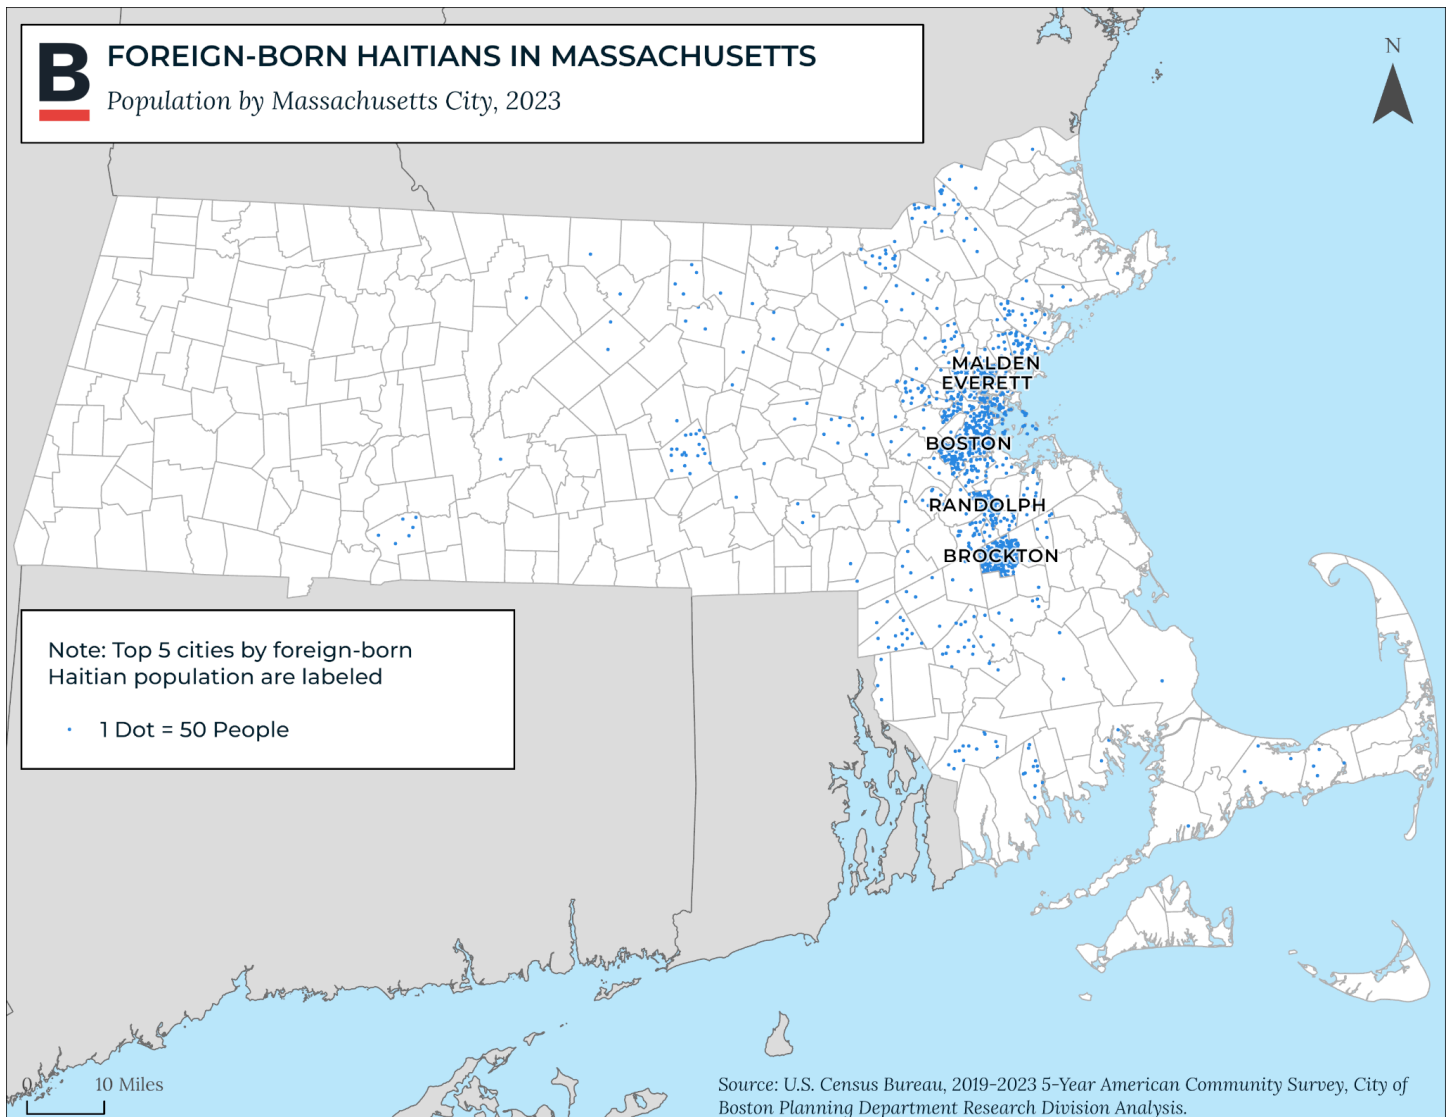 B
FOREIGN-BORN HAITIANS IN MASSACHUSETTS
Population by Massachusetts City, 2023
N
MALDEN
EVERETT
BOSTON
RANDOLPH
BROCKTON
Note: Top 5 cities by foreign-born
Haitian population are labeled
1 Dot = 50 People
0 10 Miles
Source: U.S. Census Bureau, 2019-2023 5-Year American Community Survey, City of
Boston Planning Department Research Division Analysis.